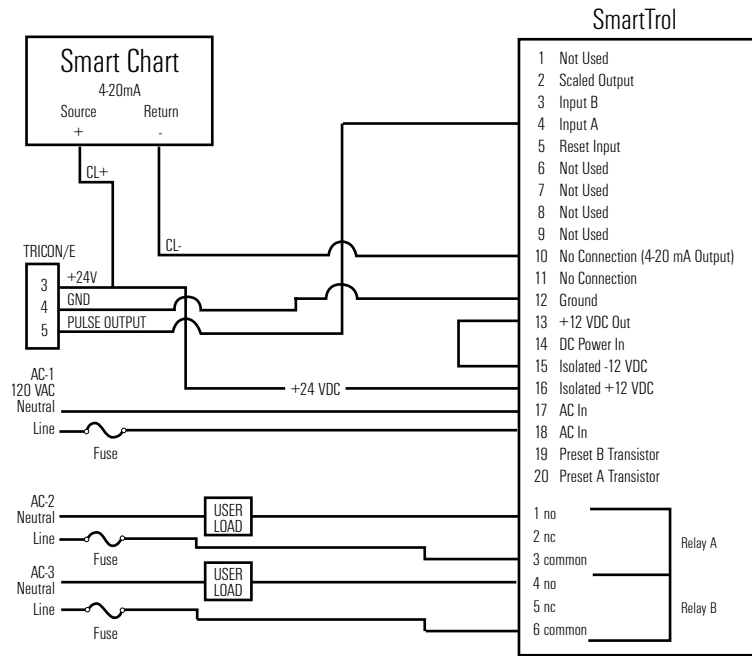 SmartTrol
Smart Chart
4-20mA
Source Return
+ -
CL+
CL-
TRICON/E
3 +24V
4 GND
5 PULSE OUTPUT
AC-1
120 VAC
Neutral
Line
Fuse
+24 VDC
AC-2
Neutral
Line
Fuse
USER
LOAD
AC-3
Neutral
Line
Fuse
USER
LOAD
1 Not Used
2 Scaled Output
3 Input B
4 Input A
5 Reset Input
6 Not Used
7 Not Used
8 Not Used
9 Not Used
10 No Connection (4-20 mA Output)
11 No Connection
12 Ground
13 +12 VDC Out
14 DC Power In
15 Isolated -12 VDC
16 Isolated +12 VDC
17 AC In
18 AC In
19 Preset B Transistor
20 Preset A Transistor
1 no
2 nc
3 common
Relay A
4 no
5 nc
6 common
Relay B